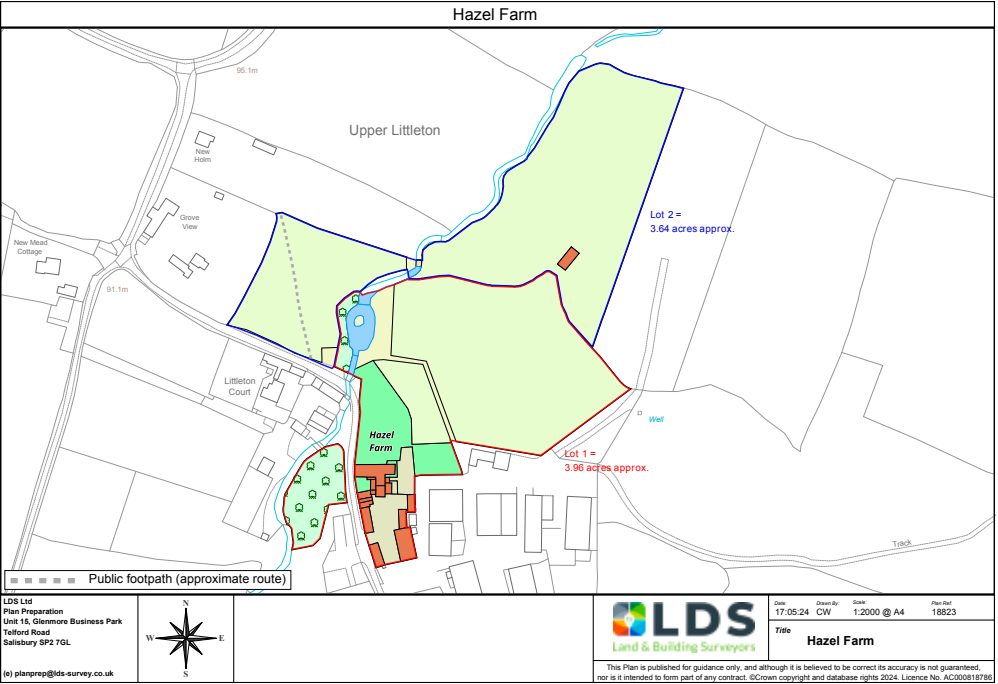 Hazel Farm
95.1m
Upper Littleton
New
Holm
Grove
View
New Mead
Cottage
91.1m
Lot 2 =
3.64 acres approx.
Littleton
Court
Hazel
Farm
Well
Lot 1 =
3.96 acres approx.
Track
Public footpath (approximate route)
LDS Ltd
Plan Preparation
Unit 15, Glenmore Business Park
Telford Road
Salisbury SP2 7GL
(e) planprep@lds-survey.co.uk
N
W
E
S
LDS
Land & Building Surveyors
Date: Drawn By: Scale: Plan Ref:
17:05:24 CW 1:2000 @ A4 18823
Title
Hazel Farm
This Plan is published for guidance only, and although it is believed to be correct its accuracy is not guaranteed,
nor is it intended to form part of any contract. ©Crown copyright and database rights 2024. Licence No. AC000818786